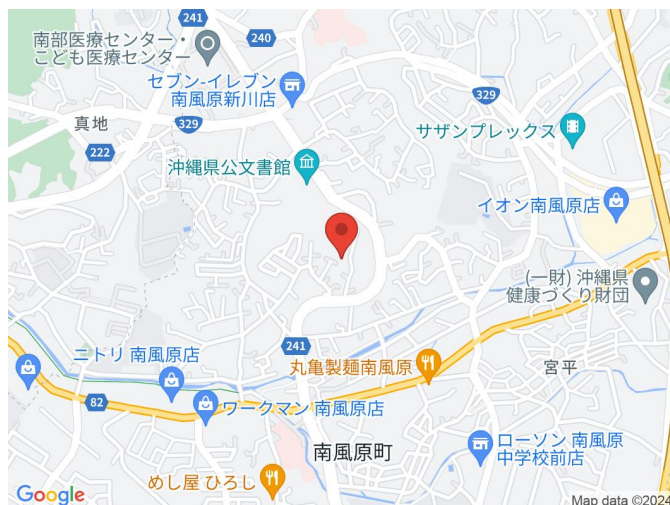 241
240
南部医療センター・
こども医療センター
セブン-イレブン
南風原新川店
329
真地
329
サザンプレックス
222
沖縄県公文書館
イオン南風原店
(一財) 沖縄県
健康づくり財団
241
ニトリ 南風原店
丸亀製麺南風原
宮平
82
ワークマン 南風原店
南風原町
ローソン 南風原
中学校前店
めし屋 ひろし
Google
Map data ©2024